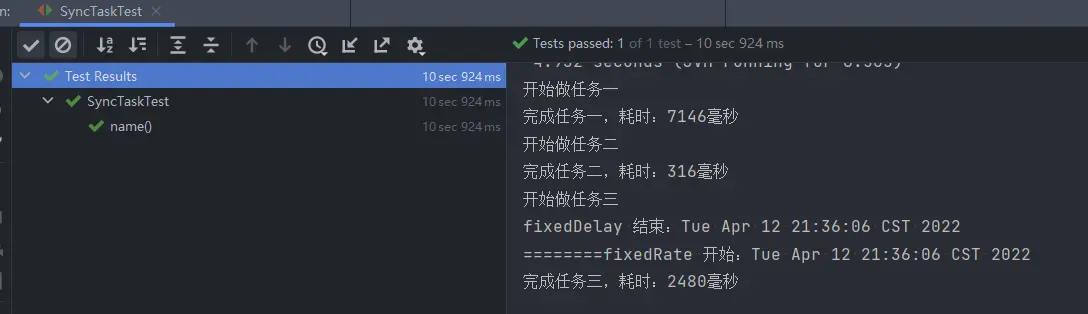 n:
SyncTaskTest
Tests passed: 1 of 1 test – 10 sec 924 ms
Test Results
10 sec 924 ms
SyncTaskTest
10 sec 924 ms
name()
10 sec 924 ms
开始做任务一
完成任务一，耗时：7146毫秒
开始做任务二
完成任务二，耗时：316毫秒
开始做任务三
fixedDelay 结束：Tue Apr 12 21:36:06 CST 2022
========fixedRate 开始：Tue Apr 12 21:36:06 CST 2022
完成任务三，耗时：2480毫秒